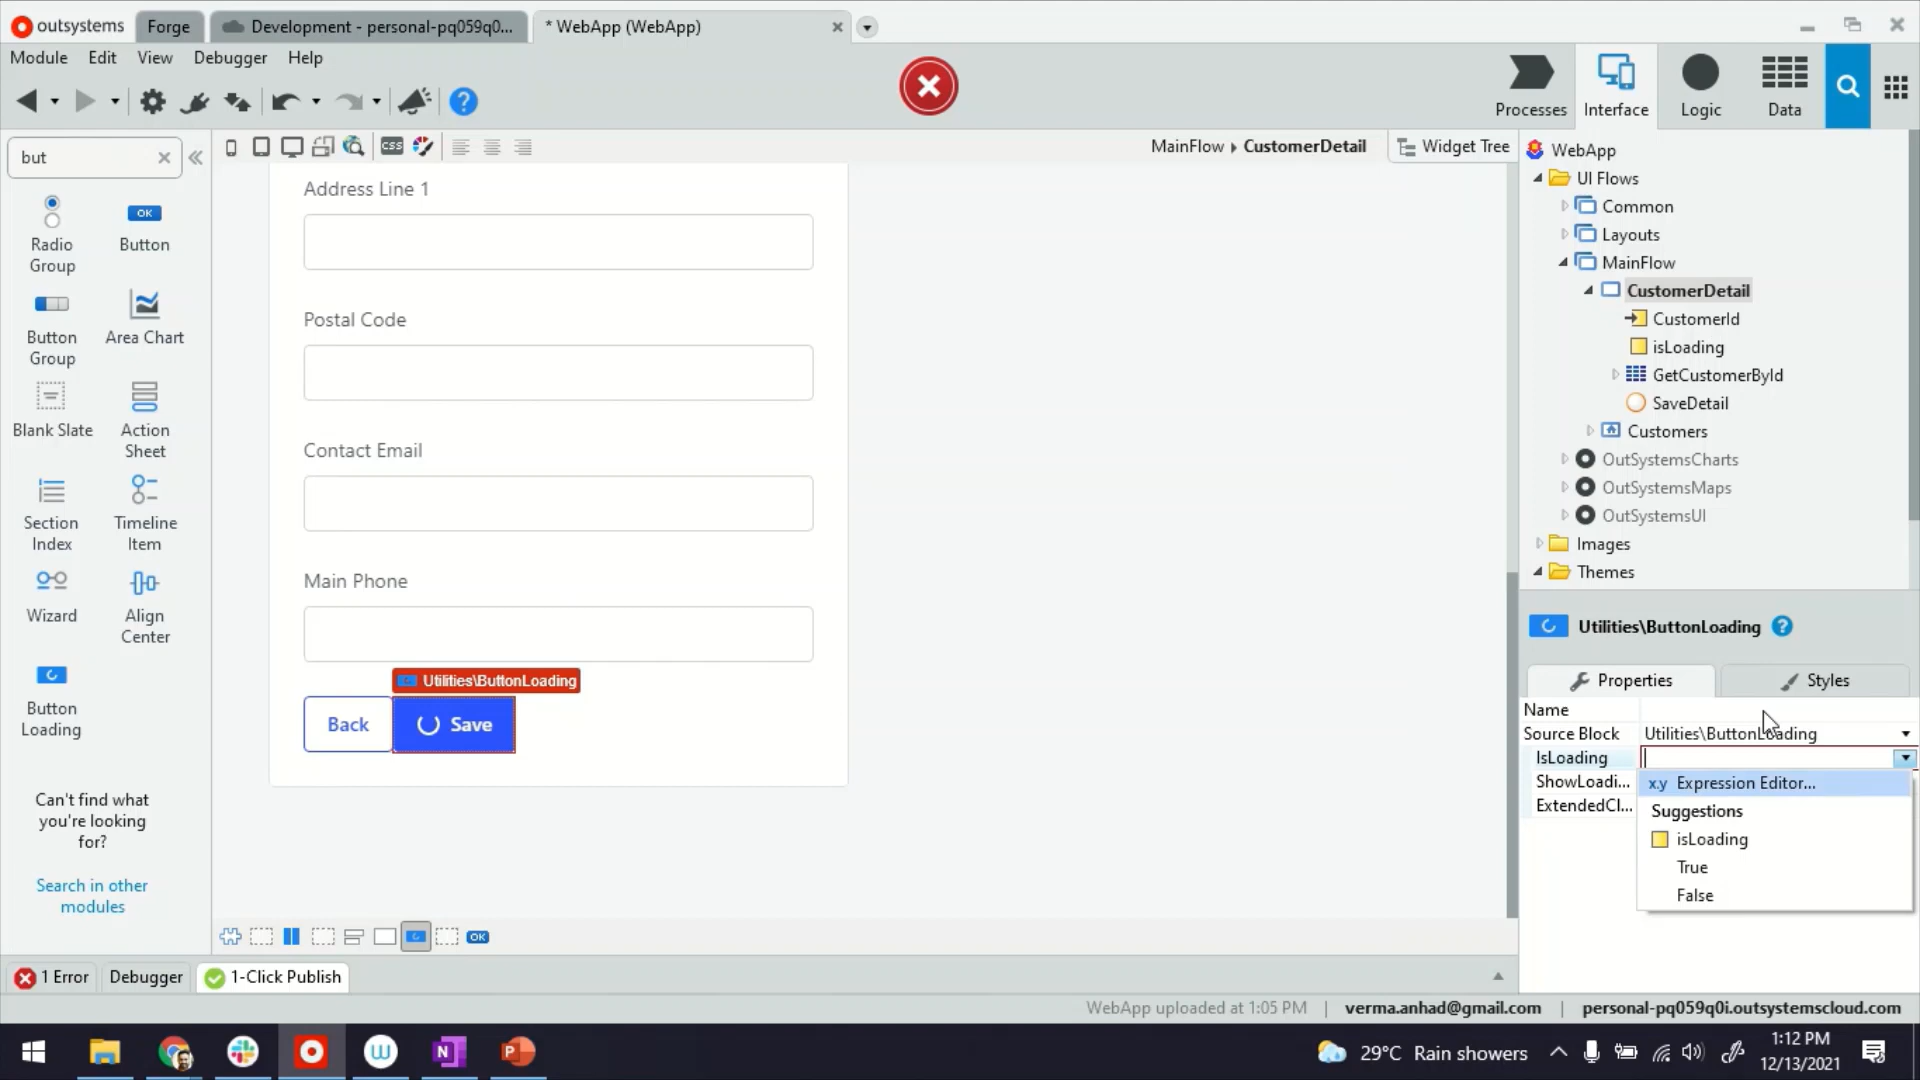 outsystems
Forge
Development - personal-pq059q0...
* WebApp (WebApp)
Module
Edit
View
Debugger
Help
Processes
Interface
Logic
Data
but
Radio
Group
OK
Button
Button
Group
Area Chart
Blank Slate
Action
Sheet
Section
Index
Timeline
Item
Wizard
Align
Center
Button
Loading
Can't find what
you're looking
for?
Search in other
modules
CSS
MainFlow
CustomerDetail
Widget Tree
Address Line 1
Postal Code
Contact Email
Main Phone
Utilities\ButtonLoading
Back
Save
OK
WebApp
UI Flows
Common
Layouts
MainFlow
CustomerDetail
CustomerId
isLoading
GetCustomerById
SaveDetail
Customers
OutSystemsCharts
OutSystemsMaps
OutSystemsUI
Images
Themes
Utilities\ButtonLoading
Properties
Styles
Name
Source Block
Utilities\ButtonLoading
IsLoading
ShowLoadi...
ExtendedCl...
x.y Expression Editor...
Suggestions
isLoading
True
False
1 Error
Debugger
1-Click Publish
WebApp uploaded at 1:05 PM
verma.anhad@gmail.com
personal-pq059q0i.outsystemscloud.com
29°C Rain showers
1:12 PM
12/13/2021